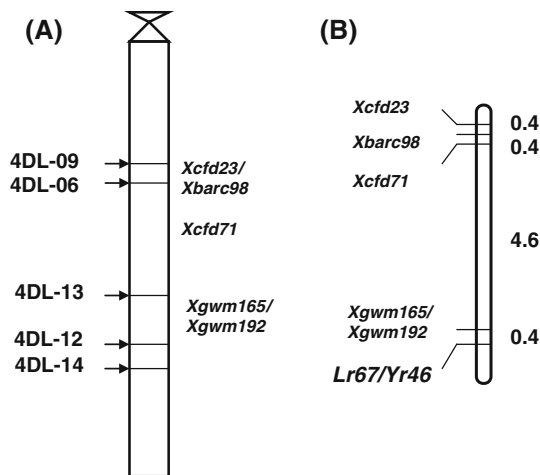 (A)
4DL-09
4DL-06
4DL-13
4DL-12
4DL-14
Xcfd23/
Xbarc98
Xcfd71
Xgwm165/
Xgwm192
(B)
Xcfd23
Xbarc98
Xcfd71
Xgwm165/
Xgwm192
Lr67/Yr46
0.4
0.4
4.6
0.4